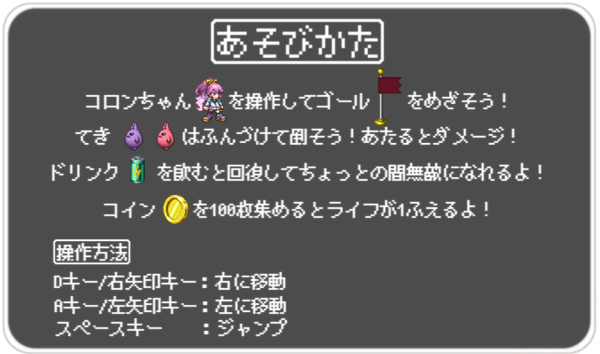 あそびかた
コロンちゃんを操作してゴールをめざそう!
てきはふんづけて倒そう!あたるとダメージ!
ドリンクを飲むと回復してちょっとの間無敵になれるよ!
コインを100枚集めるとライフが1ふえるよ!
操作方法
Dキー/右矢印キー:右に移動
Aキー/左矢印キー:左に移動
スペースキー :ジャンプ